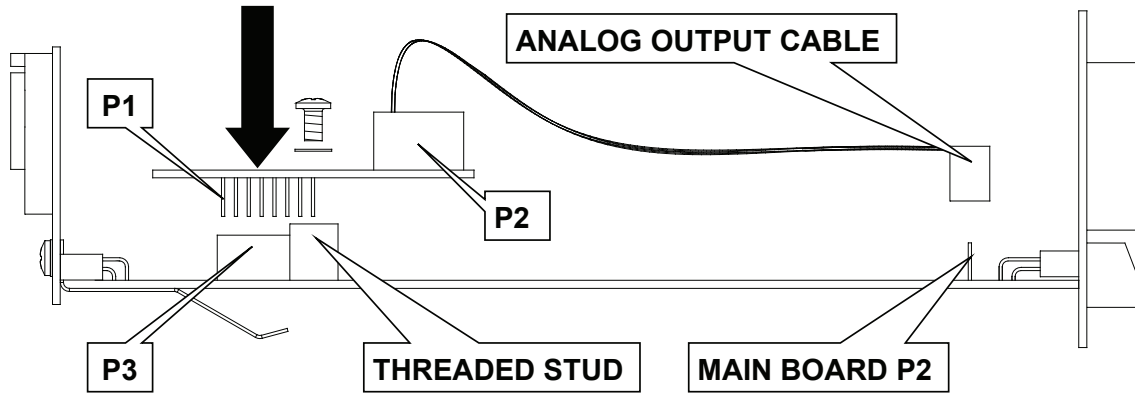 ANALOG OUTPUT CABLE
P1
P2
P3
THREADED STUD
MAIN BOARD P2